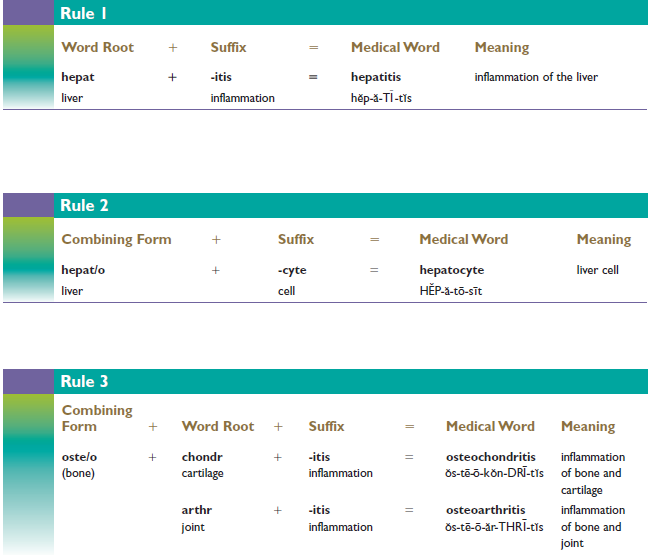 Rule 1
Word Root + Suffix = Medical Word Meaning
hepat + -itis = hepatitis inflammation of the liver
liver inflammation hĕp-ă-TĪ-tĭs
Rule 2
Combining Form + Suffix = Medical Word Meaning
hepat/o + -cyte = hepatocyte liver cell
liver cell HĔP-ă-tō-sīt
Rule 3
Combining
Form + Word Root + Suffix = Medical Word Meaning
oste/o + chondr + -itis = osteochondritis inflammation
(bone) cartilage inflammation ŏs-tē-ō-kŏn-DRĪ-tĭs of bone and
cartilage
arthr + -itis = osteoarthritis inflammation
joint inflammation ŏs-tē-ō-ăr-THRĪ-tĭs of bone and
joint